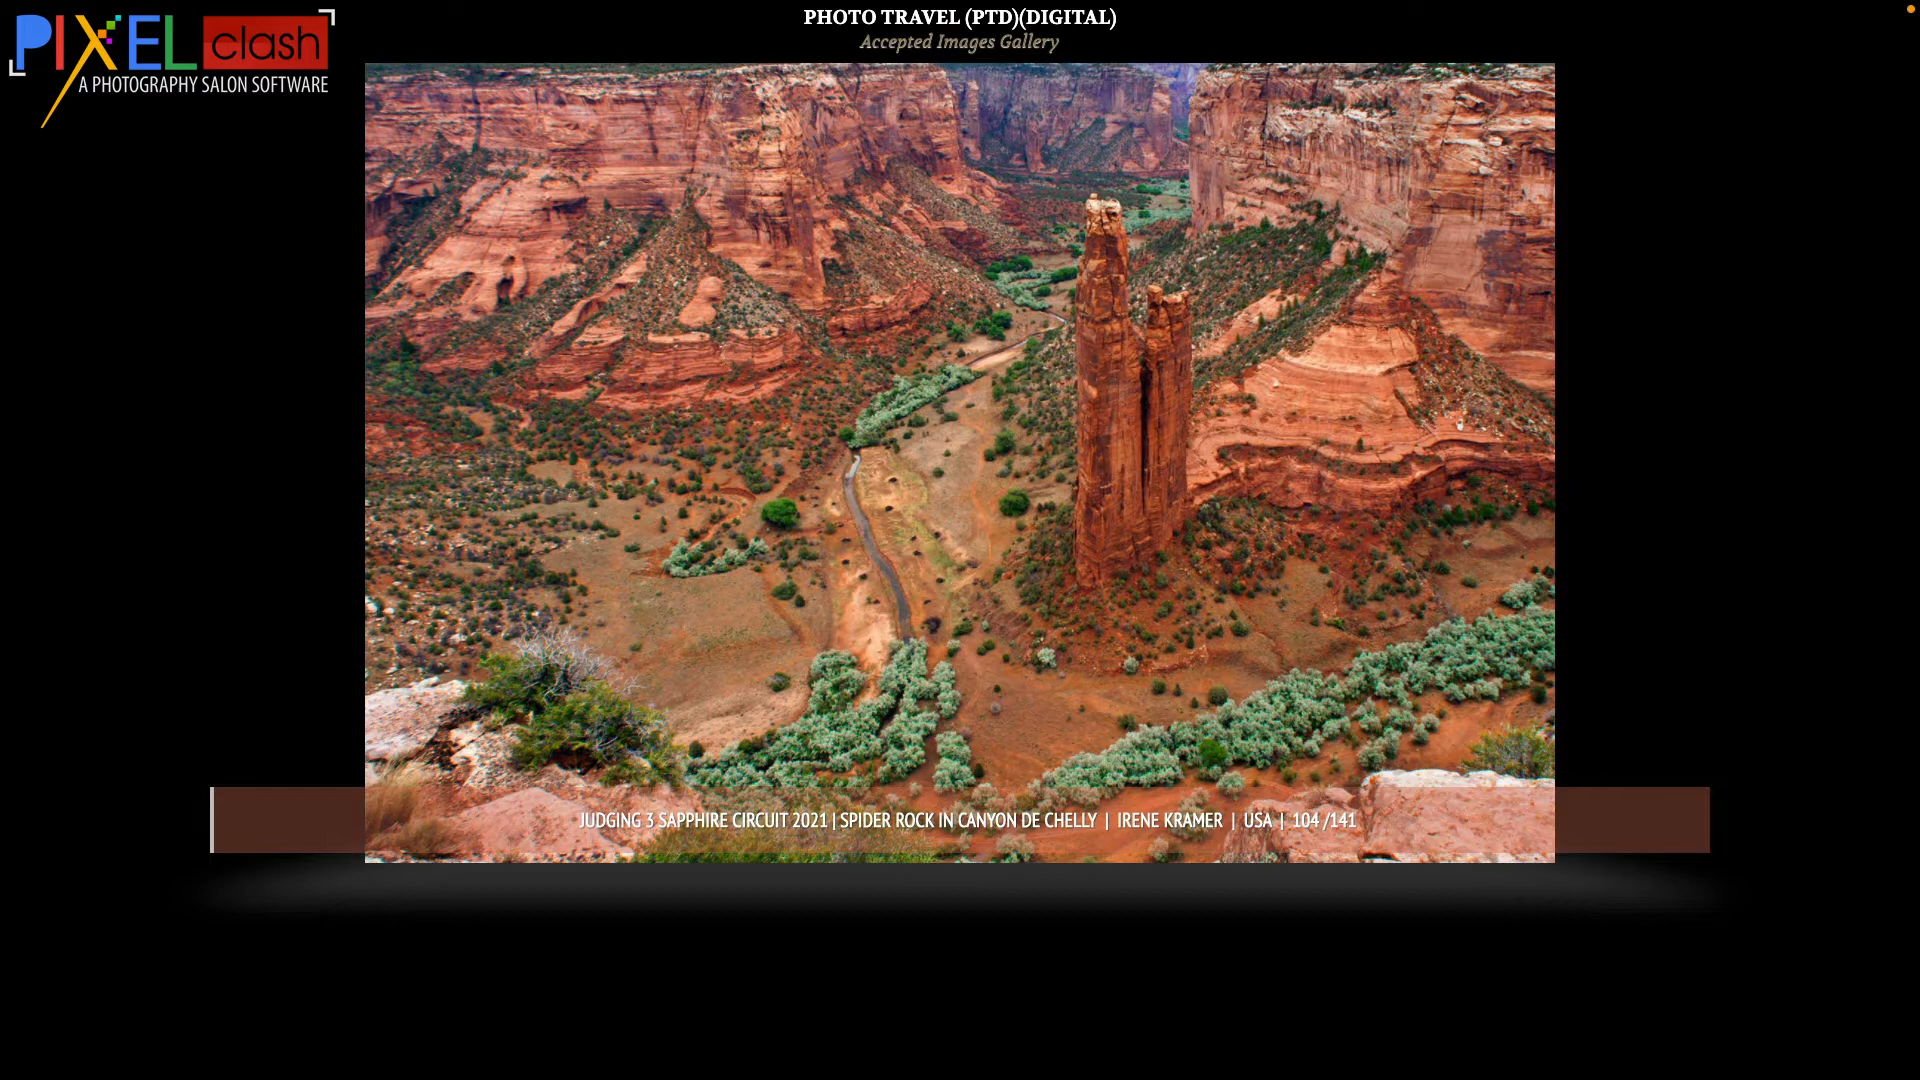 PIXEL clash
A PHOTOGRAPHY SALON SOFTWARE
PHOTO TRAVEL (PTD)(DIGITAL)
Accepted Images Gallery
JUDGING 3 SAPPHIRE CIRCUIT 2021 | SPIDER ROCK IN CANYON DE CHELLY | IRENE KRAMER | USA | 104 /141